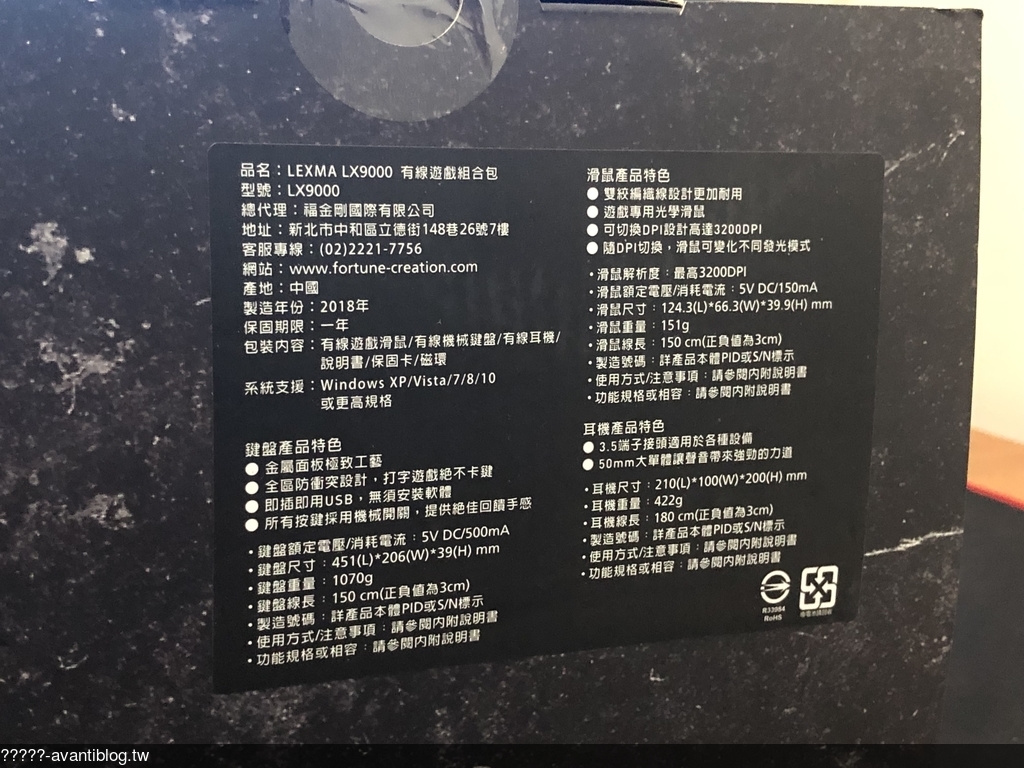 品名：LEXMA LX9000 有線遊戲組合包
型號：LX9000
總代理：福金剛國際有限公司
地址：新北市中和區立德街148巷26號7樓
客服專線：(02)2221-7756
網站：www.fortune-creation.com
產地：中國
製造年份：2018年
保固期限：一年
包裝內容：有線遊戲滑鼠/有線機械鍵盤/有線耳機/
說明書/保固卡/磁環
系統支援：Windows XP/Vista/7/8/10
或更高規格
鍵盤產品特色
● 金屬面板極致工藝
● 全區防衝突設計，打字遊戲絕不卡鍵
● 即插即用USB，無須安裝軟體
● 所有按鍵採用機械開關，提供絕佳回饋手感
・鍵盤額定電壓/消耗電流：5V DC/500mA
・鍵盤尺寸：451(L)*206(W)*39(H) mm
・鍵盤重量：1070g
・鍵盤線長：150 cm(正負值為3cm)
・製造號碼：詳產品本體PID或S/N標示
・使用方式/注意事項：請參閱內附說明書
・功能規格或相容：請參閱內附說明書
滑鼠產品特色
● 雙絞編織線設計更加耐用
● 遊戲專用光學滑鼠
● 可切換DPI設計高達3200DPI
● 隨DPI切換，滑鼠可變化不同發光模式
・滑鼠解析度：最高3200DPI
・滑鼠額定電壓/消耗電流：5V DC/150mA
・滑鼠尺寸：124.3(L)*66.3(W)*39.9(H) mm
・滑鼠重量：151g
・滑鼠線長：150 cm(正負值為3cm)
・製造號碼：詳產品本體PID或S/N標示
・使用方式/注意事項：請參閱內附說明書
・功能規格或相容：請參閱內附說明書
耳機產品特色
● 3.5端子接頭適用於各種設備
● 50mm大單體讓聲音帶來強勁的力道
・耳機尺寸：210(L)*100(W)*200(H) mm
・耳機重量：422g
・耳機線長：180 cm(正負值為3cm)
・製造號碼：詳產品本體PID或S/N標示
・使用方式/注意事項：請參閱內附說明書
・功能規格或相容：請參閱內附說明書
R33984
RoHS
?????-avantiblog.tw